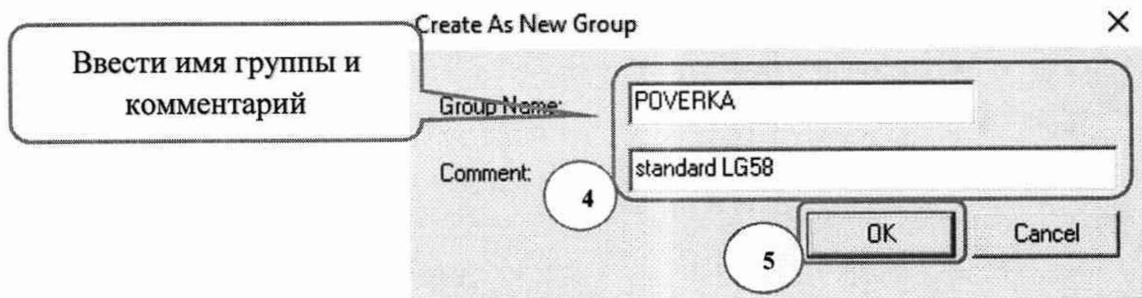 Create As New Group
Ввести имя группы и
комментарий
Group Name:
POVERKA
Comment:
standard LG58
4
OK
Cancel
5